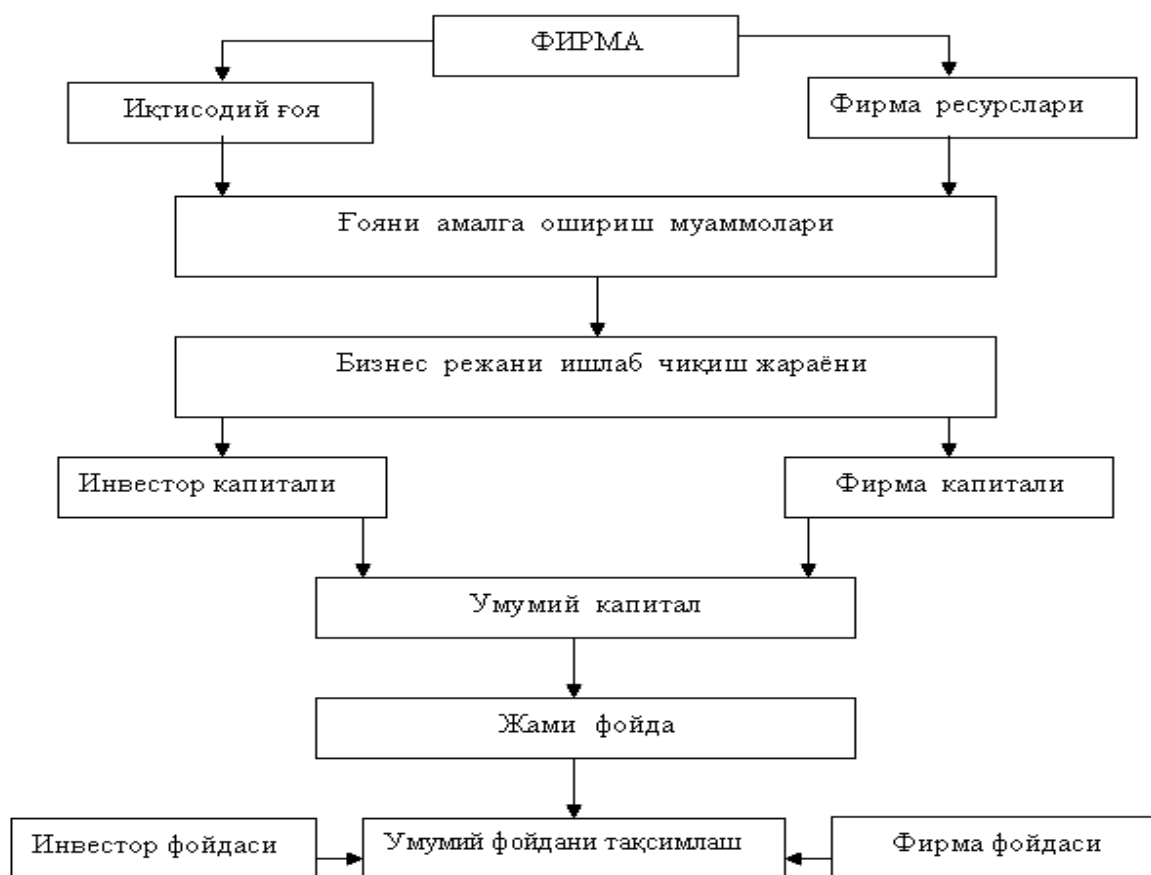 ФИРМА
Иқтисодий ғоя
Фирма ресурслари
Ғояни амалга ошириш муаммолари
Бизнес режани ишлаб чиқиш жараёни
Инвестор капитали
Фирма капитали
Умумий капитал
Жами фойда
Инвестор фойдаси
Умумий фойдани тақсимлаш
Фирма фойдаси